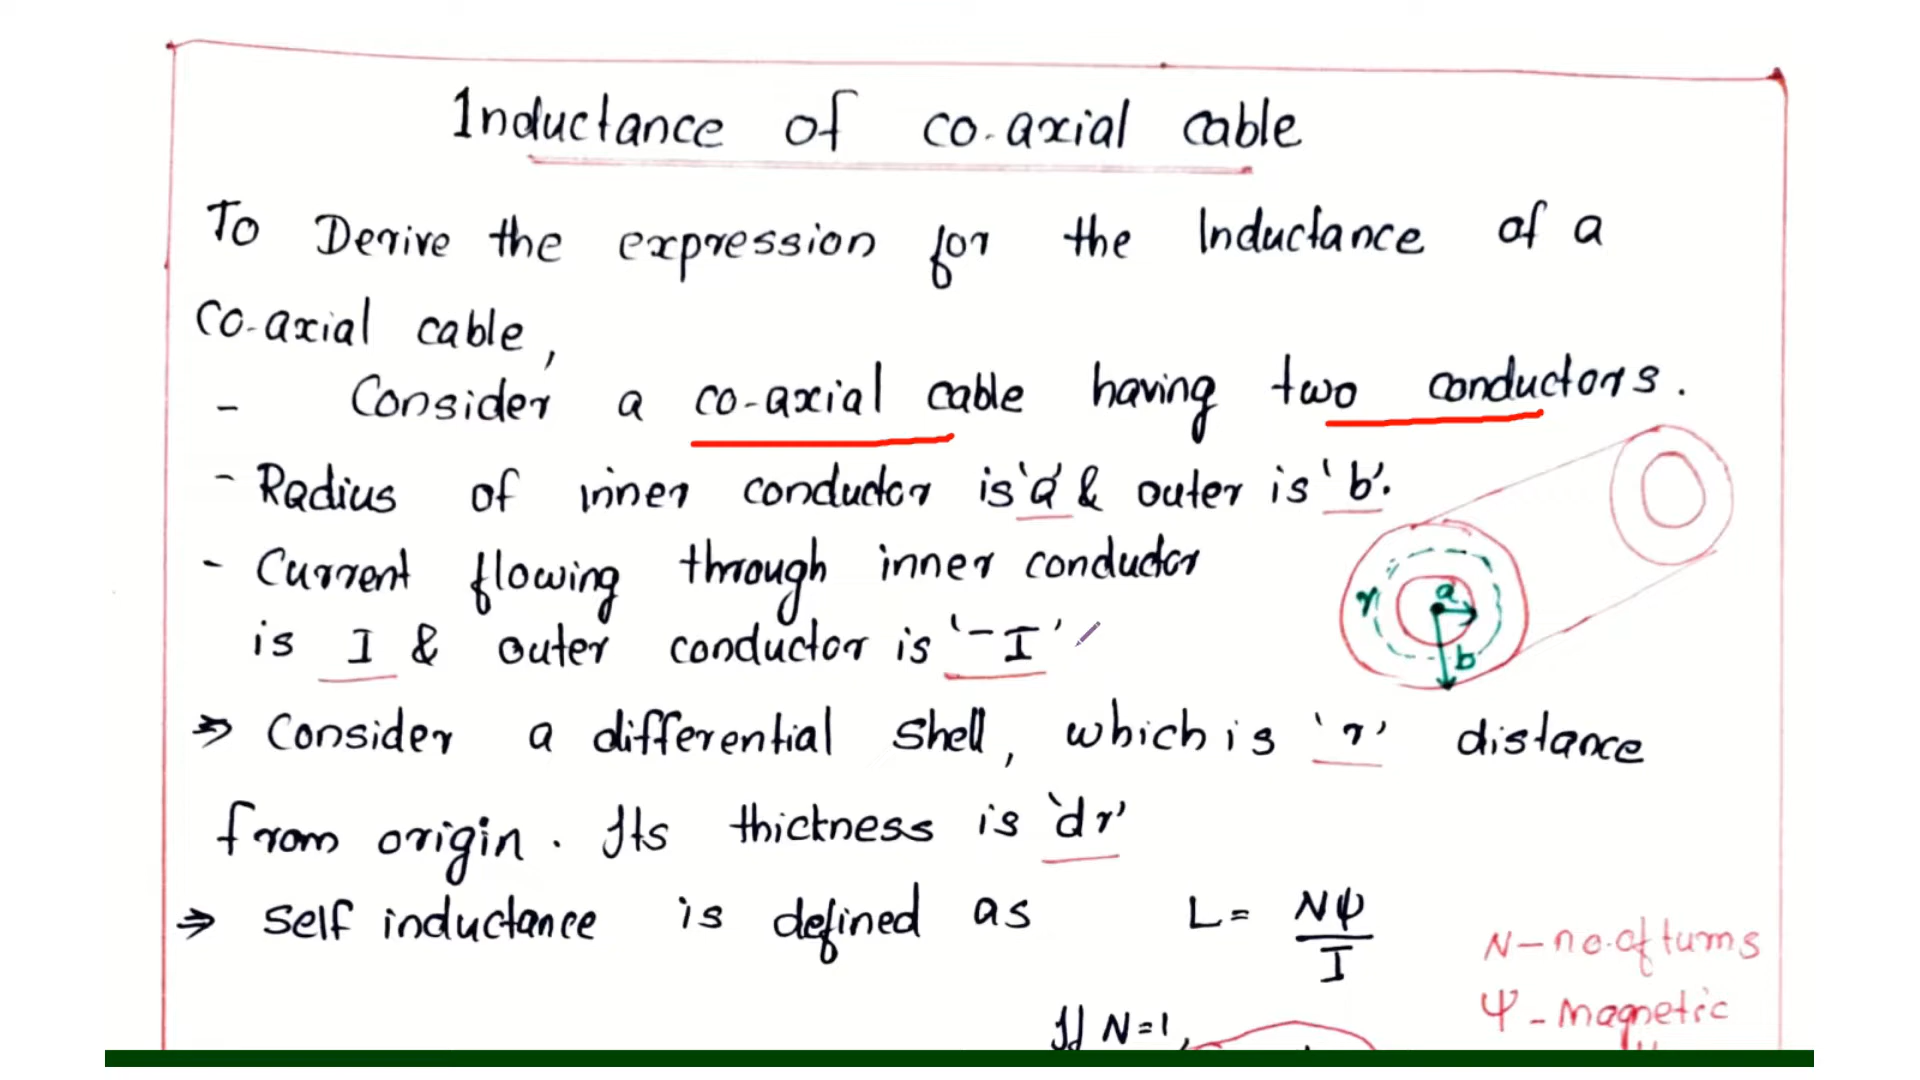 Inductance of co-axial cable
To Derive the expression for the Inductance of a
co-axial cable,
- Consider a co-axial cable having two conductors.
- Radius of inner conductor is 'a' & outer is 'b'.
- Current flowing through inner conductor
is I & outer conductor is '-I'
r a b
⇒ Consider a differential shell, which is 'r' distance
from origin. Its thickness is 'dr'
⇒ Self inductance is defined as L = Nψ/I
N - no. of turns
ψ - magnetic
If N=1,